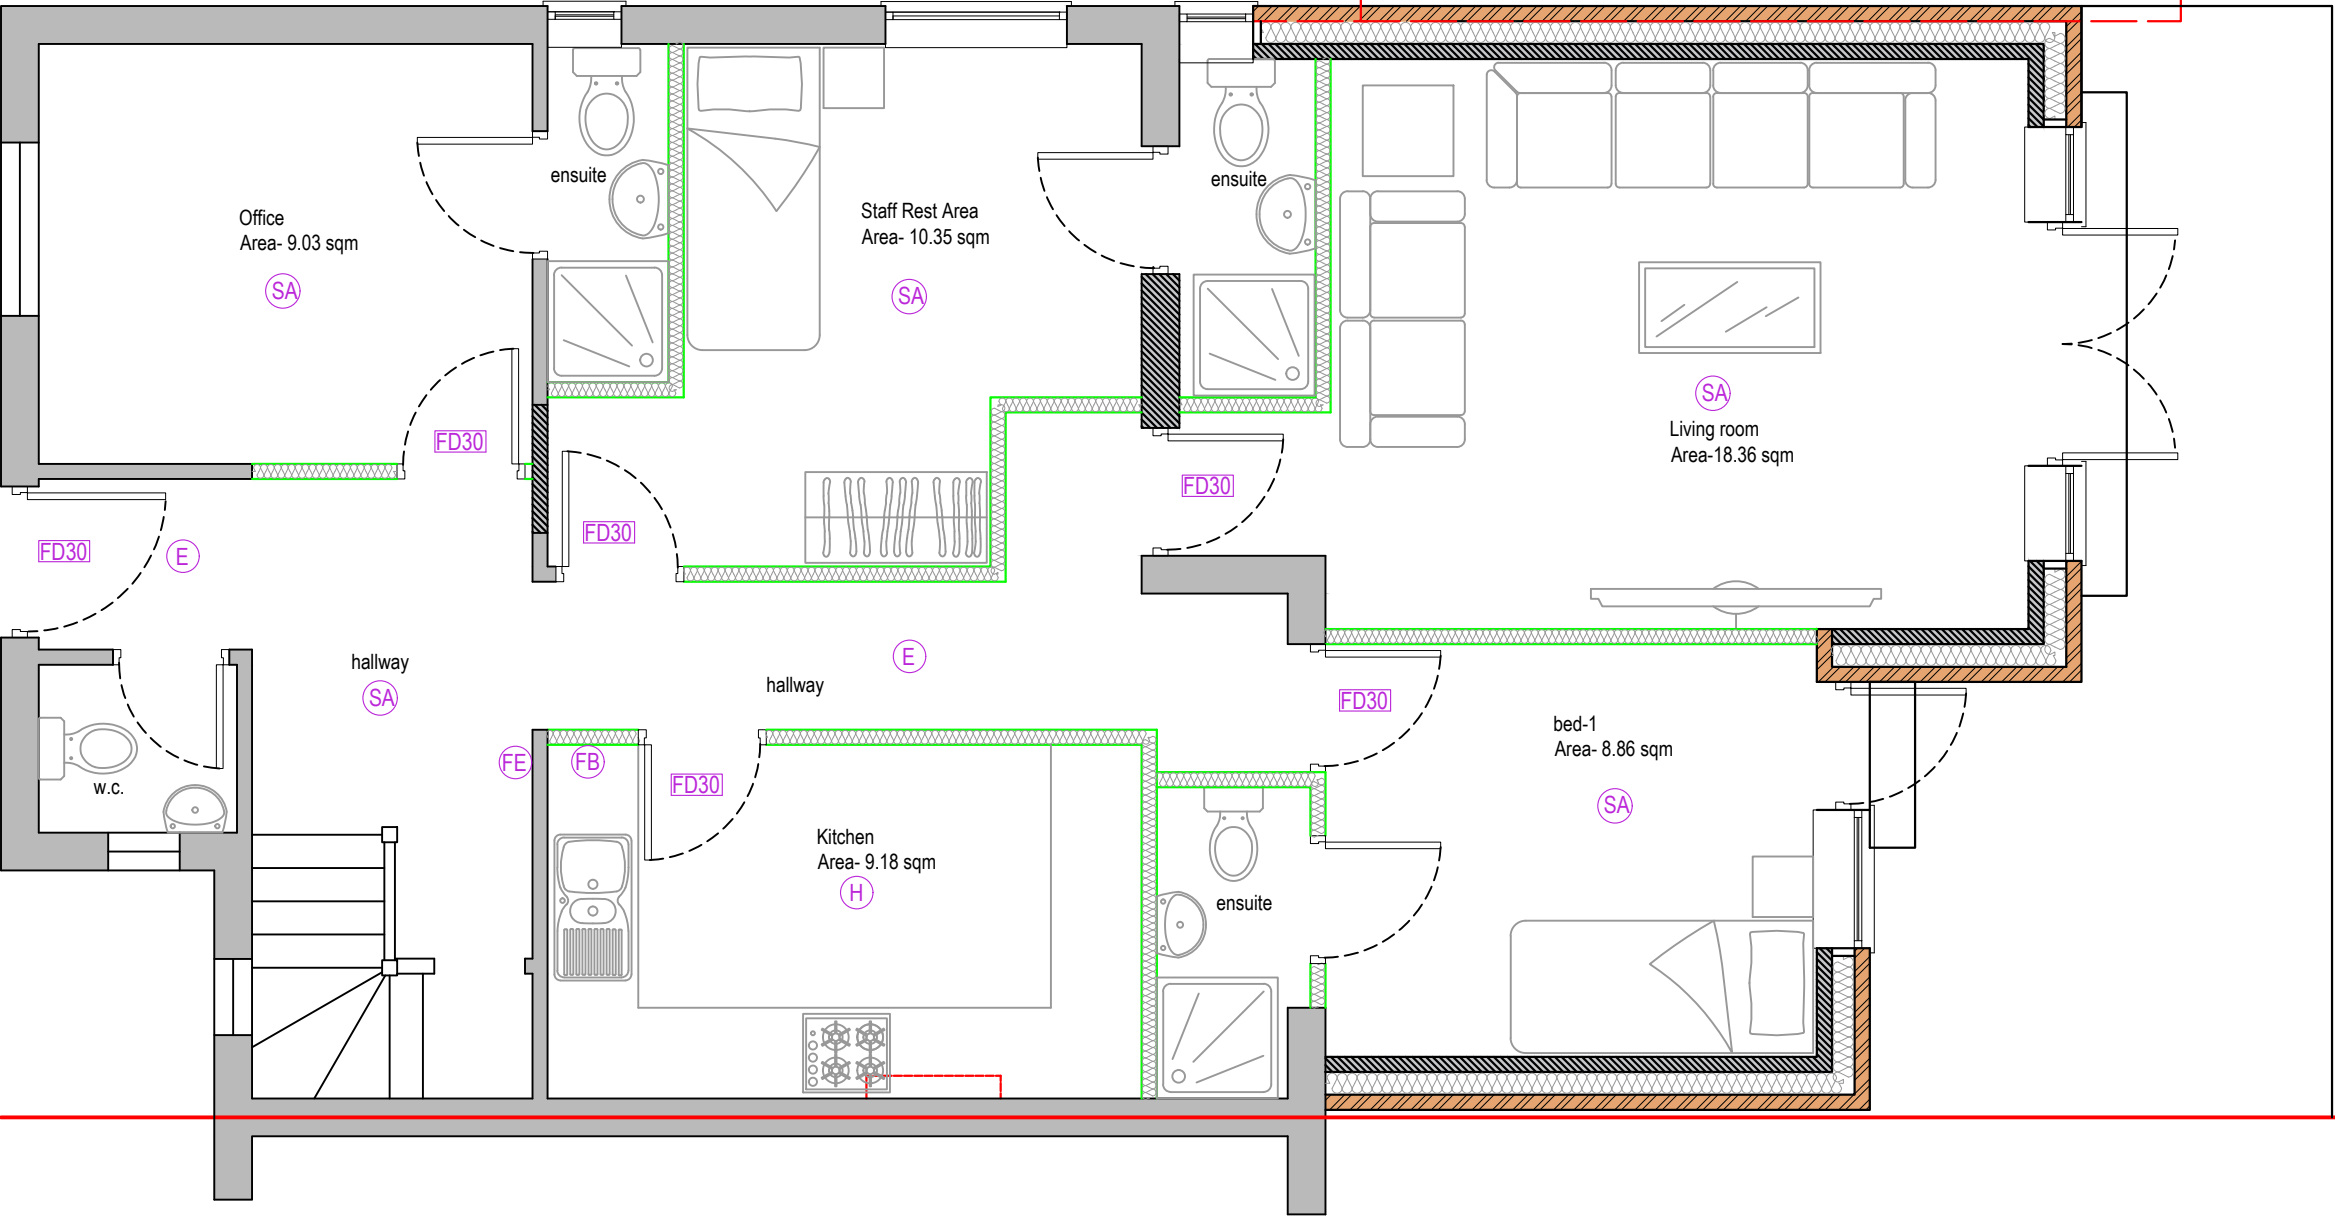 ensuite
ensuite
Office
Area- 9.03 sqm
SA
Staff Rest Area
Area- 10.35 sqm
SA
SA
Living room
Area-18.36 sqm
FD30
FD30
FD30
FD30
E
hallway
SA
E
hallway
FD30
bed-1
Area- 8.86 sqm
SA
FE
FB
FD30
w.c.
Kitchen
Area- 9.18 sqm
H
ensuite